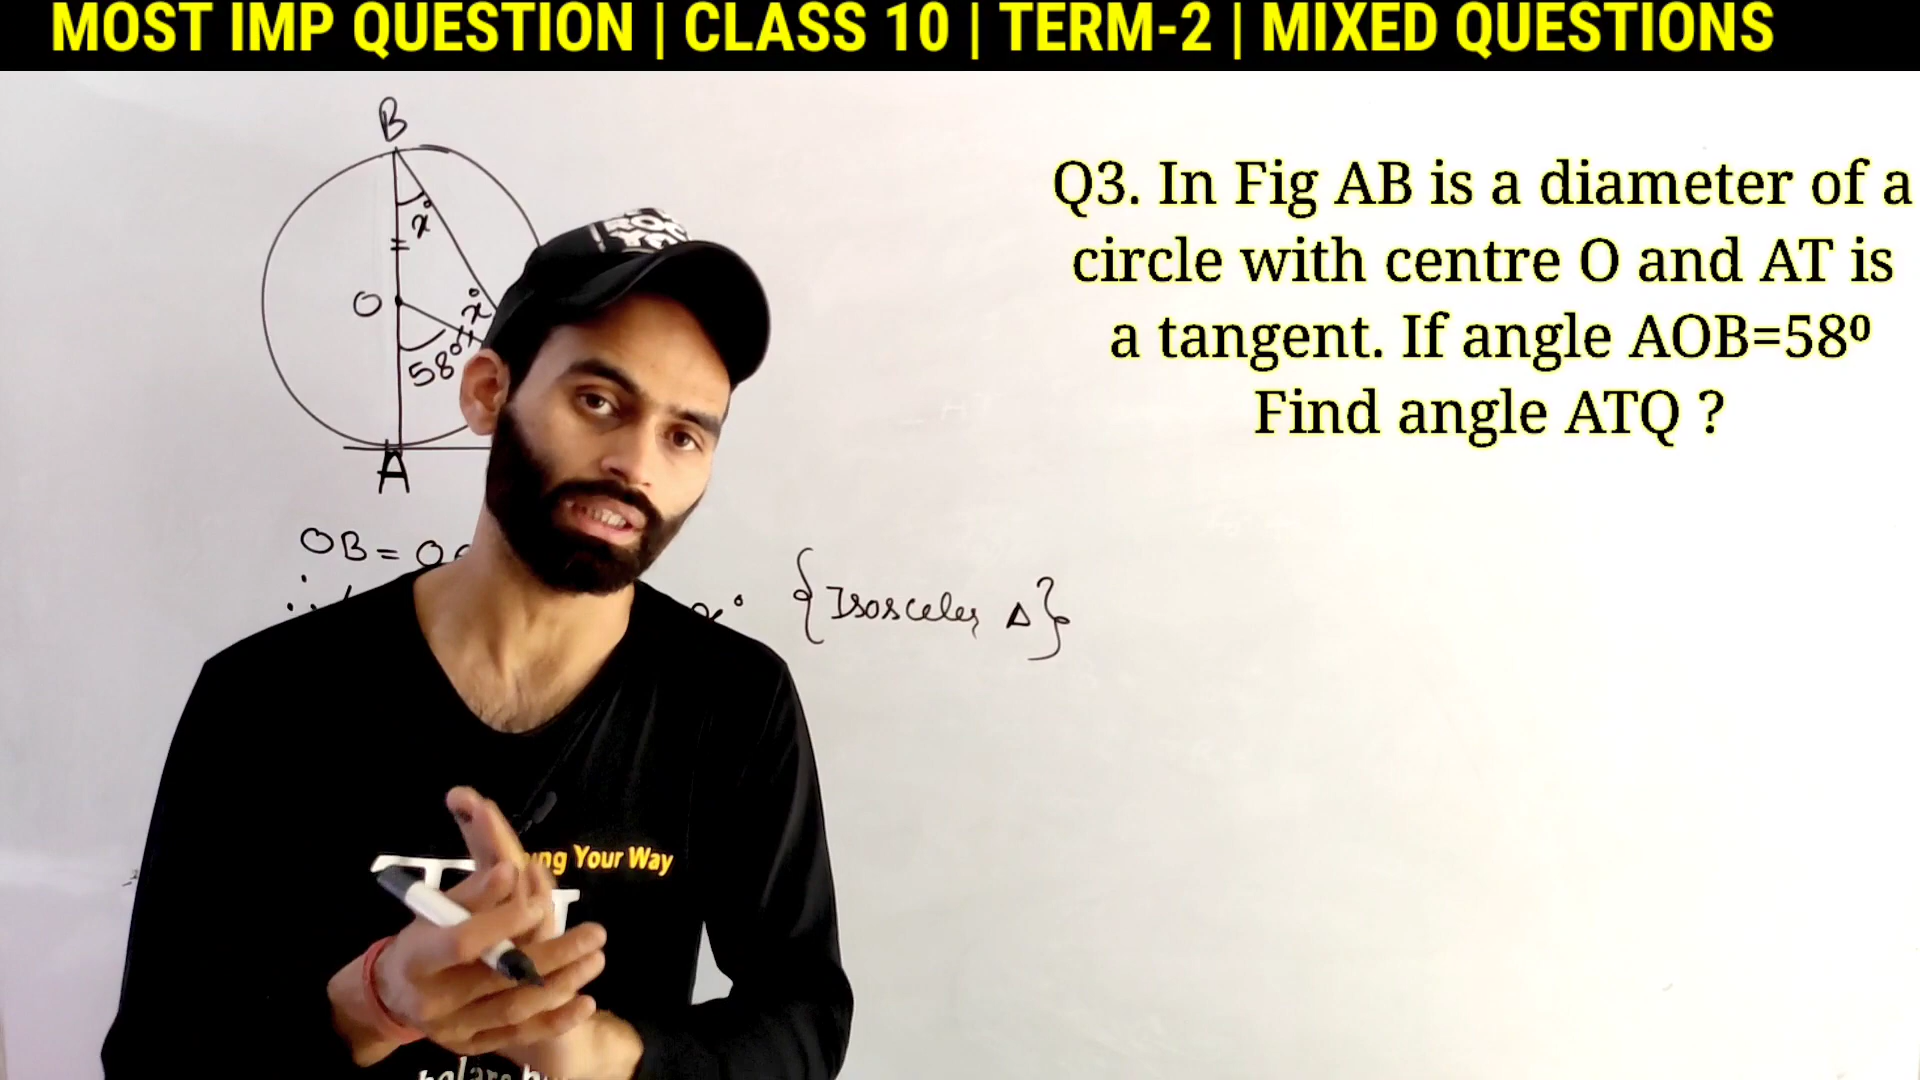 MOST IMP QUESTION | CLASS 10 | TERM-2 | MIXED QUESTIONS
Q3. In Fig AB is a diameter of a
circle with centre O and AT is
a tangent. If angle AOB=58⁰
Find angle ATQ ?
B
x°
O
x°
58°
A
OB =
{Isosceles Δ}
ing Your Way